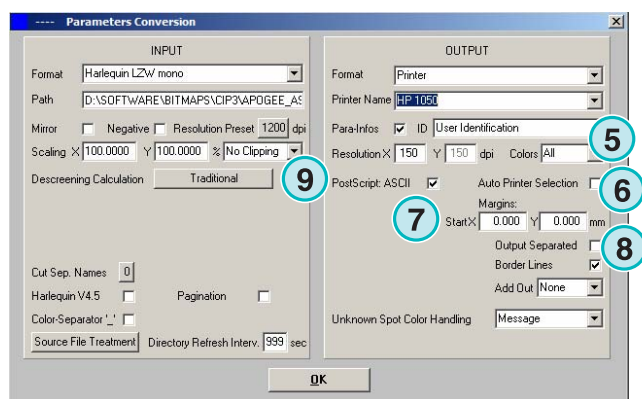 ---- Parameters Conversion
INPUT
Format Harlequin LZW mono
Path D:\SOFTWARE\BITMAPS\CIP3\APOGEE_AS
Mirror Negative Resolution Preset 1200 dpi
Scaling X 100.0000 Y 100.0000 % No Clipping
Descreening Calculation Traditional 9
Cut Sep. Names 0
Harlequin V4.5 Pagination
Color-Separator '_'
Source File Treatment Directory Refresh Interv. 999 sec
OUTPUT
Format Printer
Printer Name HP 1050
Para-Infos ID User Identification
5
Resolution X 150 Y 150 dpi Colors All
PostScript: ASCII Auto Printer Selection 6
Margins:
7 Start X 0.000 Y 0.000 mm
Output Separated 8
Border Lines
Add Out None
Unknown Spot Color Handling Message
OK